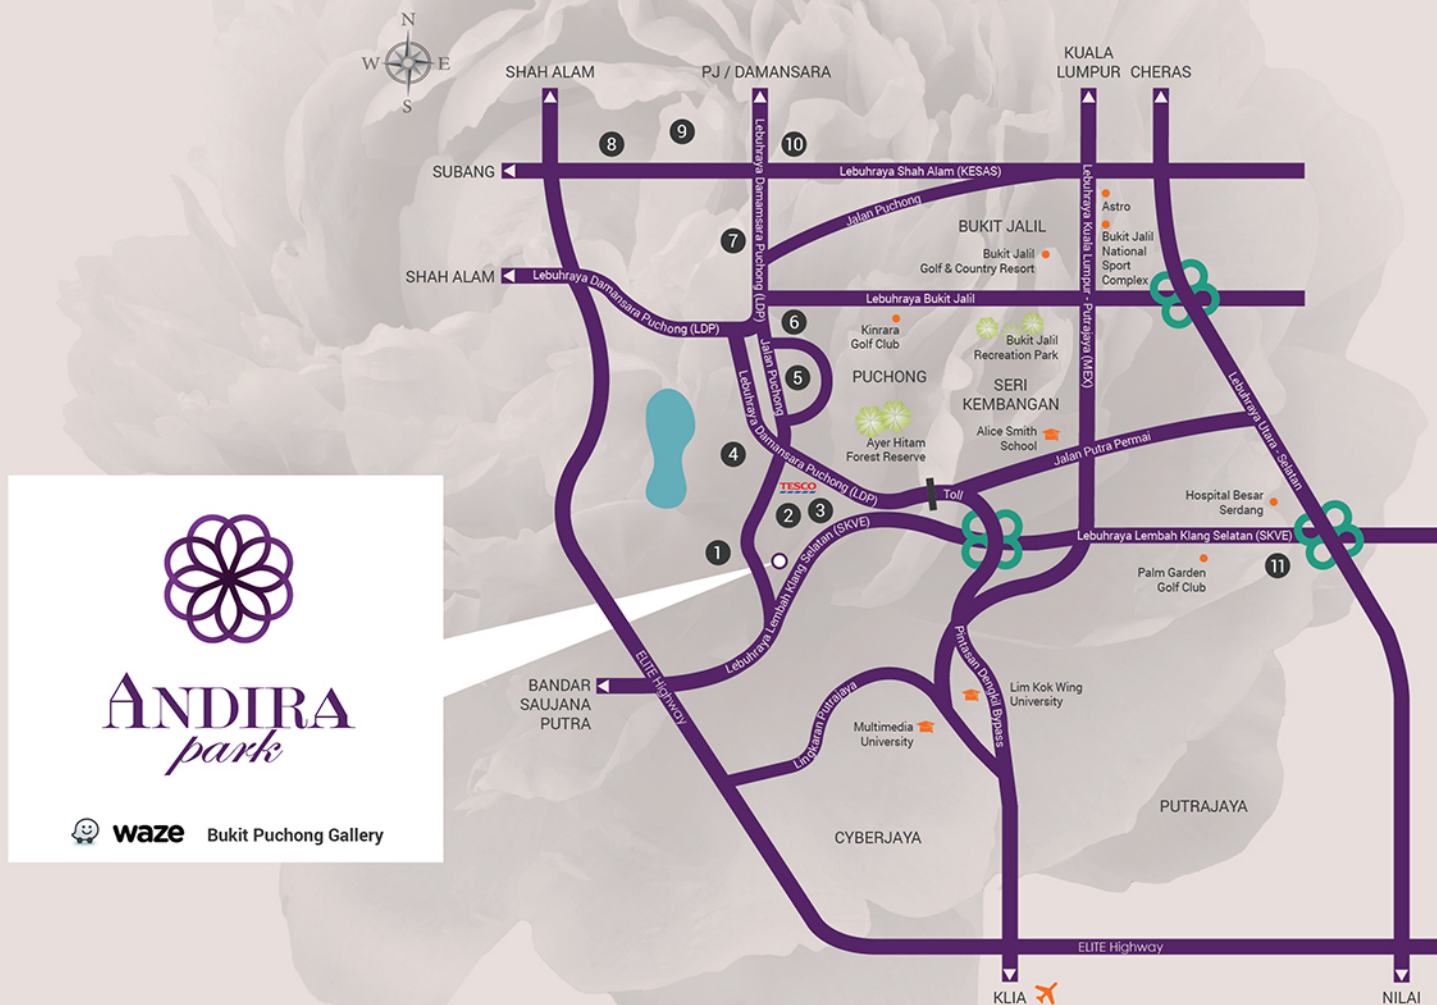 N
W E
S
SHAH ALAM
PJ / DAMANSARA
KUALA
LUMPUR
CHERAS
8
9
10
SUBANG
Lebuhraya Shah Alam (KESAS)
Lebuhraya Damamsara Puchong (LDP)
Jalan Puchong
Lebuhraya Kuala Lumpur - Putrajaya (MEX)
Astro
BUKIT JALIL
7
Bukit Jalil
National
Sport
Complex
Bukit Jalil
Golf & Country Resort
SHAH ALAM
Lebuhraya Damansara Puchong (LDP)
Lebuhraya Bukit Jalil
6
Kinrara
Golf Club
Bukit Jalil
Recreation Park
Jalan Puchong
5
PUCHONG
SERI
KEMBANGAN
Lebuhraya Utara - Selatan
Lebuhraya Damansara Puchong (LDP)
Ayer Hitam
Forest Reserve
Alice Smith
School
Jalan Putra Permai
4
TESCO
Toll
2
3
Hospital Besar
Serdang
1
Lebuhraya Lembah Klang Selatan (SKVE)
Lebuhraya Lembah Klang Selatan (SKVE)
11
Palm Garden
Golf Club
ANDIRA
park
waze
Bukit Puchong Gallery
BANDAR
SAUJANA
PUTRA
ELITE Highway
Pintasan Dengkil Bypass
Lim Kok Wing
University
Lingkaran Putrajaya
Multimedia
University
PUTRAJAYA
CYBERJAYA
ELITE Highway
KLIA
NILAI